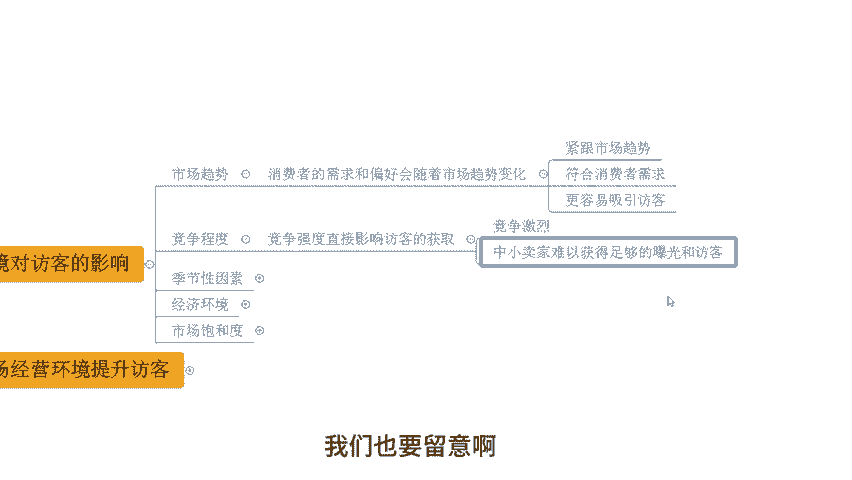 紧跟市场趋势
市场趋势 消费者的需求和偏好会随着市场趋势变化 符合消费者需求
更容易吸引访客
竞争激烈
竞争程度 竞争强度直接影响访客的获取
中小卖家难以获得足够的曝光和访客
境对访客的影响
季节性因素
经济环境
市场饱和度
场经营环境提升访客
我们也要留意啊